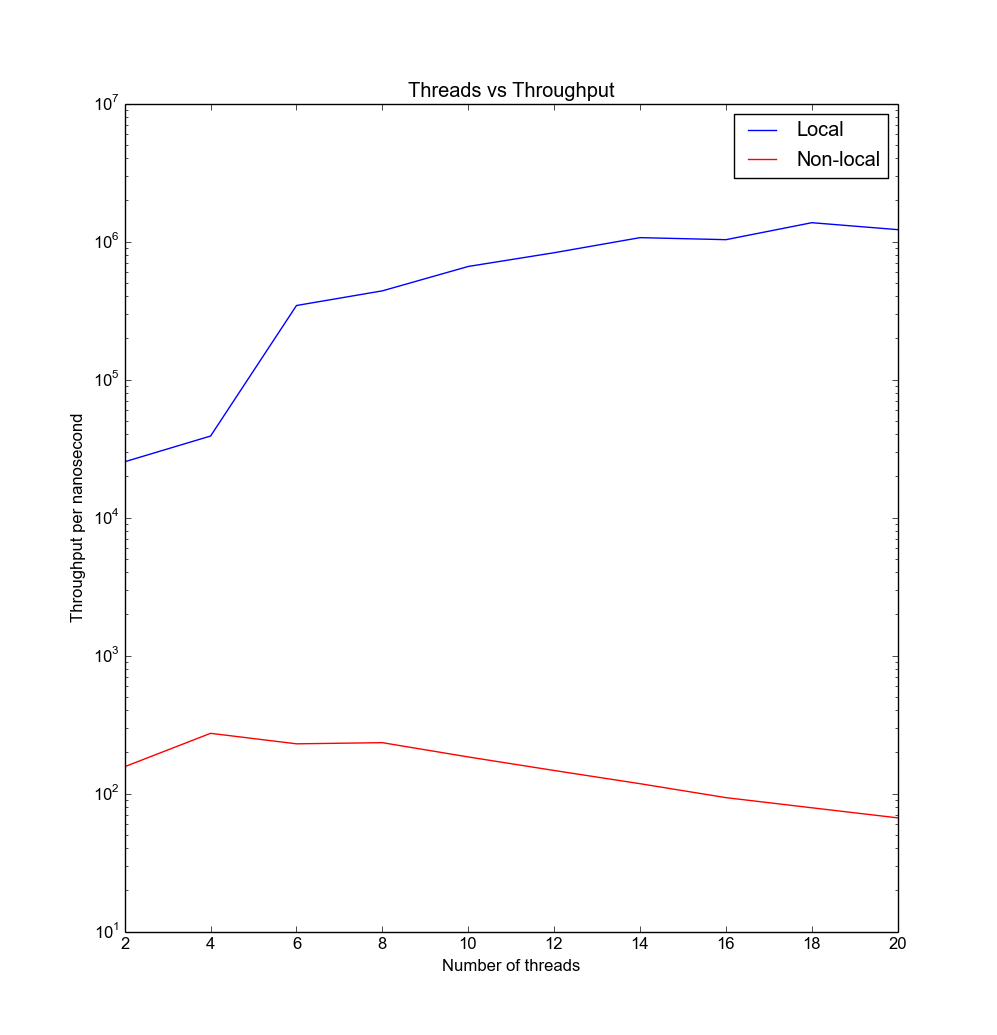 Threads vs Throughput
Local
Non-local
10^7
10^6
10^5
10^4
10^3
10^2
10^1
Throughput per nanosecond
2 4 6 8 10 12 14 16 18 20
Number of threads